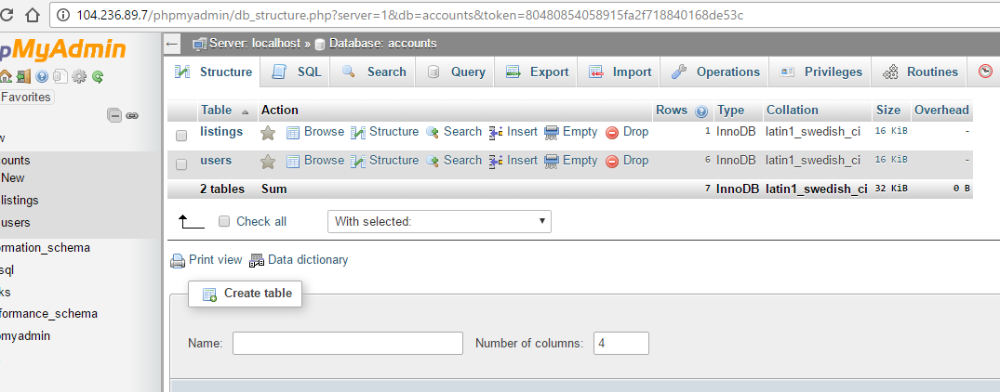 104.236.89.7/phpmyadmin/db_structure.php?server=1&db=accounts&token=80480854058915fa2f718840168de53c
pMyAdmin
Server: localhost » Database: accounts
Structure SQL Search Query Export Import Operations Privileges Routines
Favorites
Table Action Rows Type Collation Size Overhead
listings Browse Structure Search Insert Empty Drop 1 InnoDB latin1_swedish_ci 16 KiB -
users Browse Structure Search Insert Empty Drop 6 InnoDB latin1_swedish_ci 16 KiB -
2 tables Sum 7 InnoDB latin1_swedish_ci 32 KiB 0 B
w
ounts
New
listings
users
ormation_schema
sql
ks
formance_schema
pmyadmin
Check all With selected:
Print view Data dictionary
Create table
Name: Number of columns: 4